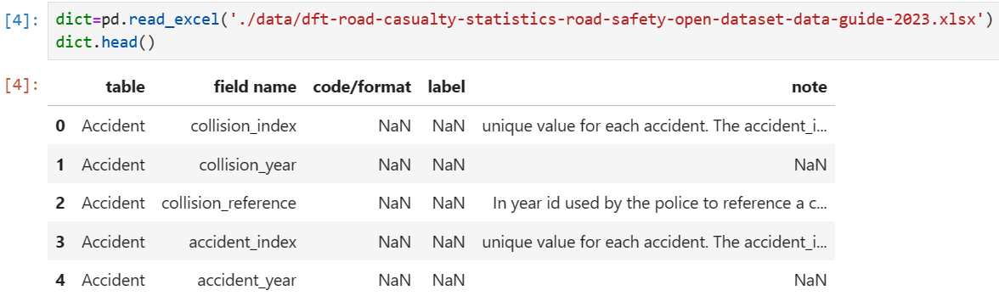 [4]: dict=pd.read_excel('./data/dft-road-casualty-statistics-road-safety-open-dataset-data-guide-2023.xlsx')
dict.head()
[4]:
table field name code/format label note
0 Accident collision_index NaN NaN unique value for each accident. The accident_i...
1 Accident collision_year NaN NaN NaN
2 Accident collision_reference NaN NaN In year id used by the police to reference a c...
3 Accident accident_index NaN NaN unique value for each accident. The accident_i...
4 Accident accident_year NaN NaN NaN